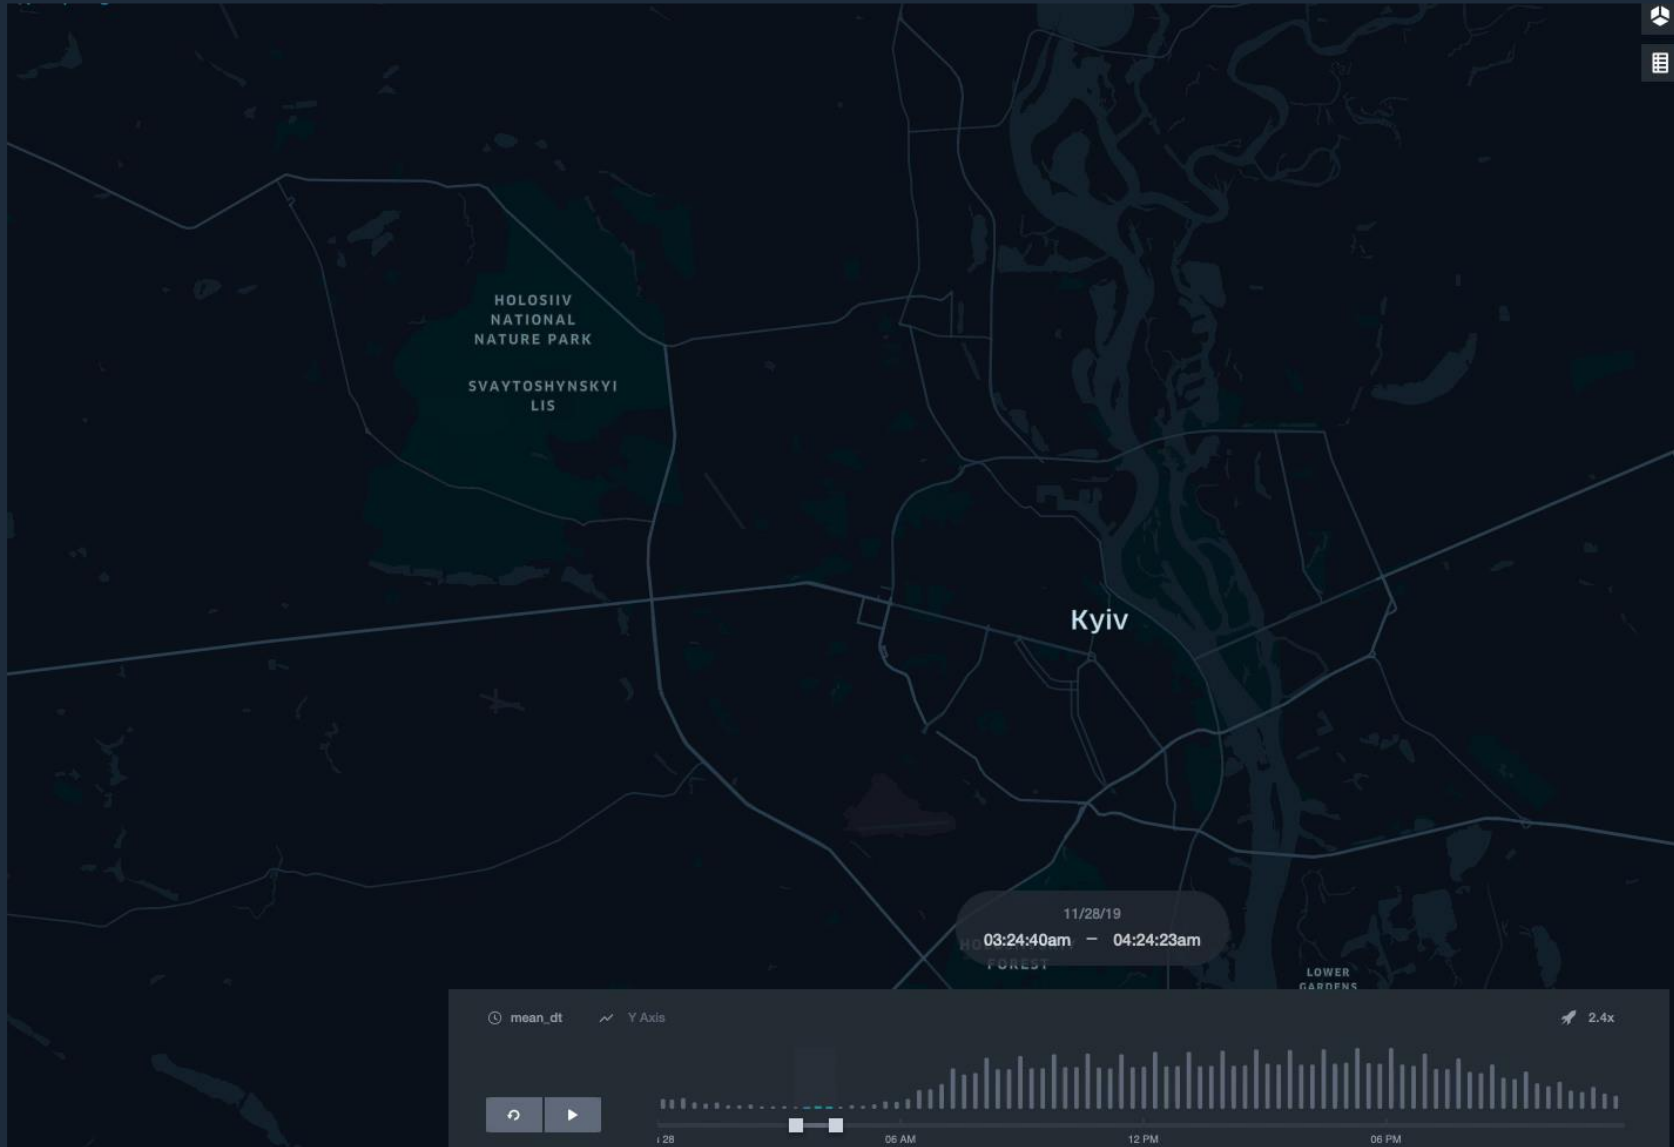 HOLOSIIV
NATIONAL
NATURE PARK
SVAYTOSHYNSKYI
LIS
Kyiv
11/28/19
03:24:40am – 04:24:23am
FOREST
LOWER
GARDENS
mean_dt
Y Axis
2.4x
28
06 AM
12 PM
06 PM